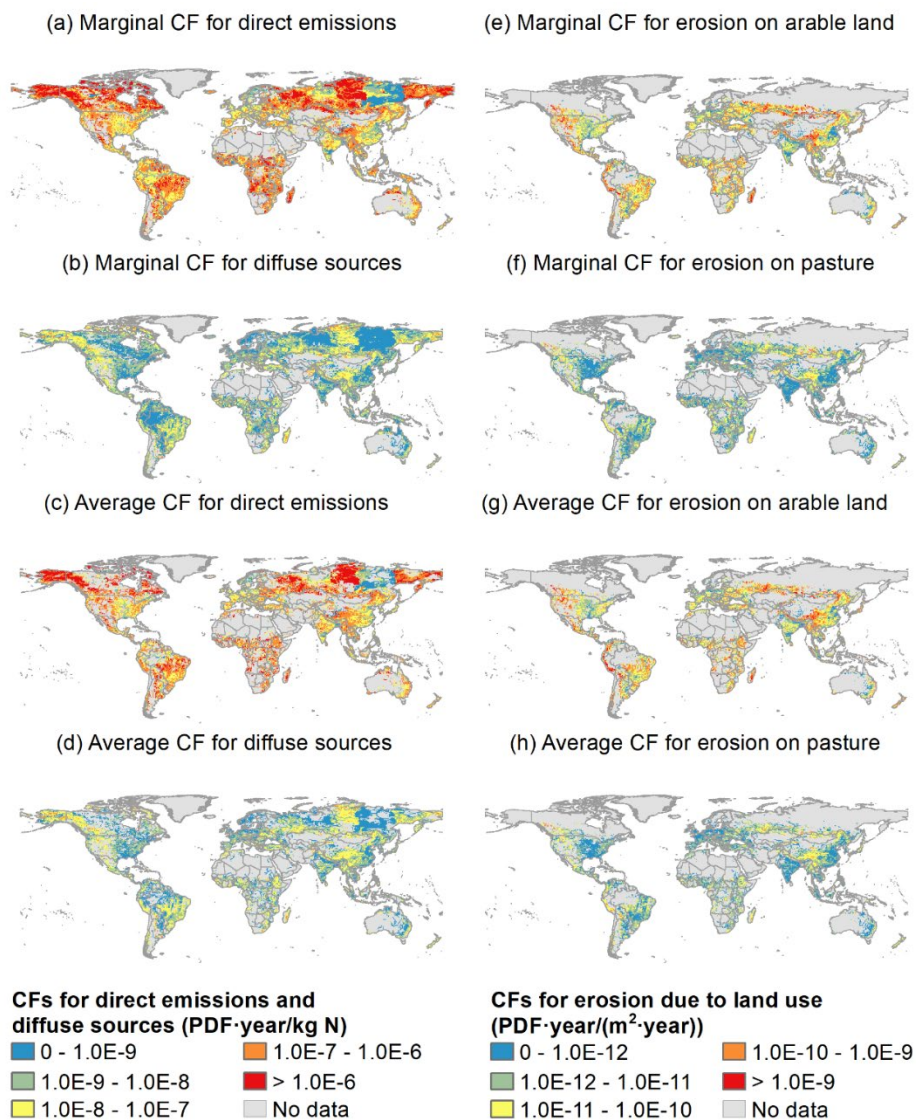 (a) Marginal CF for direct emissions
(e) Marginal CF for erosion on arable land
(b) Marginal CF for diffuse sources
(f) Marginal CF for erosion on pasture
(c) Average CF for direct emissions
(g) Average CF for erosion on arable land
(d) Average CF for diffuse sources
(h) Average CF for erosion on pasture
CFs for direct emissions and
diffuse sources (PDF·year/kg N)
0 - 1.0E-9
1.0E-9 - 1.0E-8
1.0E-8 - 1.0E-7
1.0E-7 - 1.0E-6
> 1.0E-6
No data
CFs for erosion due to land use
(PDF·year/(m²·year))
0 - 1.0E-12
1.0E-12 - 1.0E-11
1.0E-11 - 1.0E-10
1.0E-10 - 1.0E-9
> 1.0E-9
No data